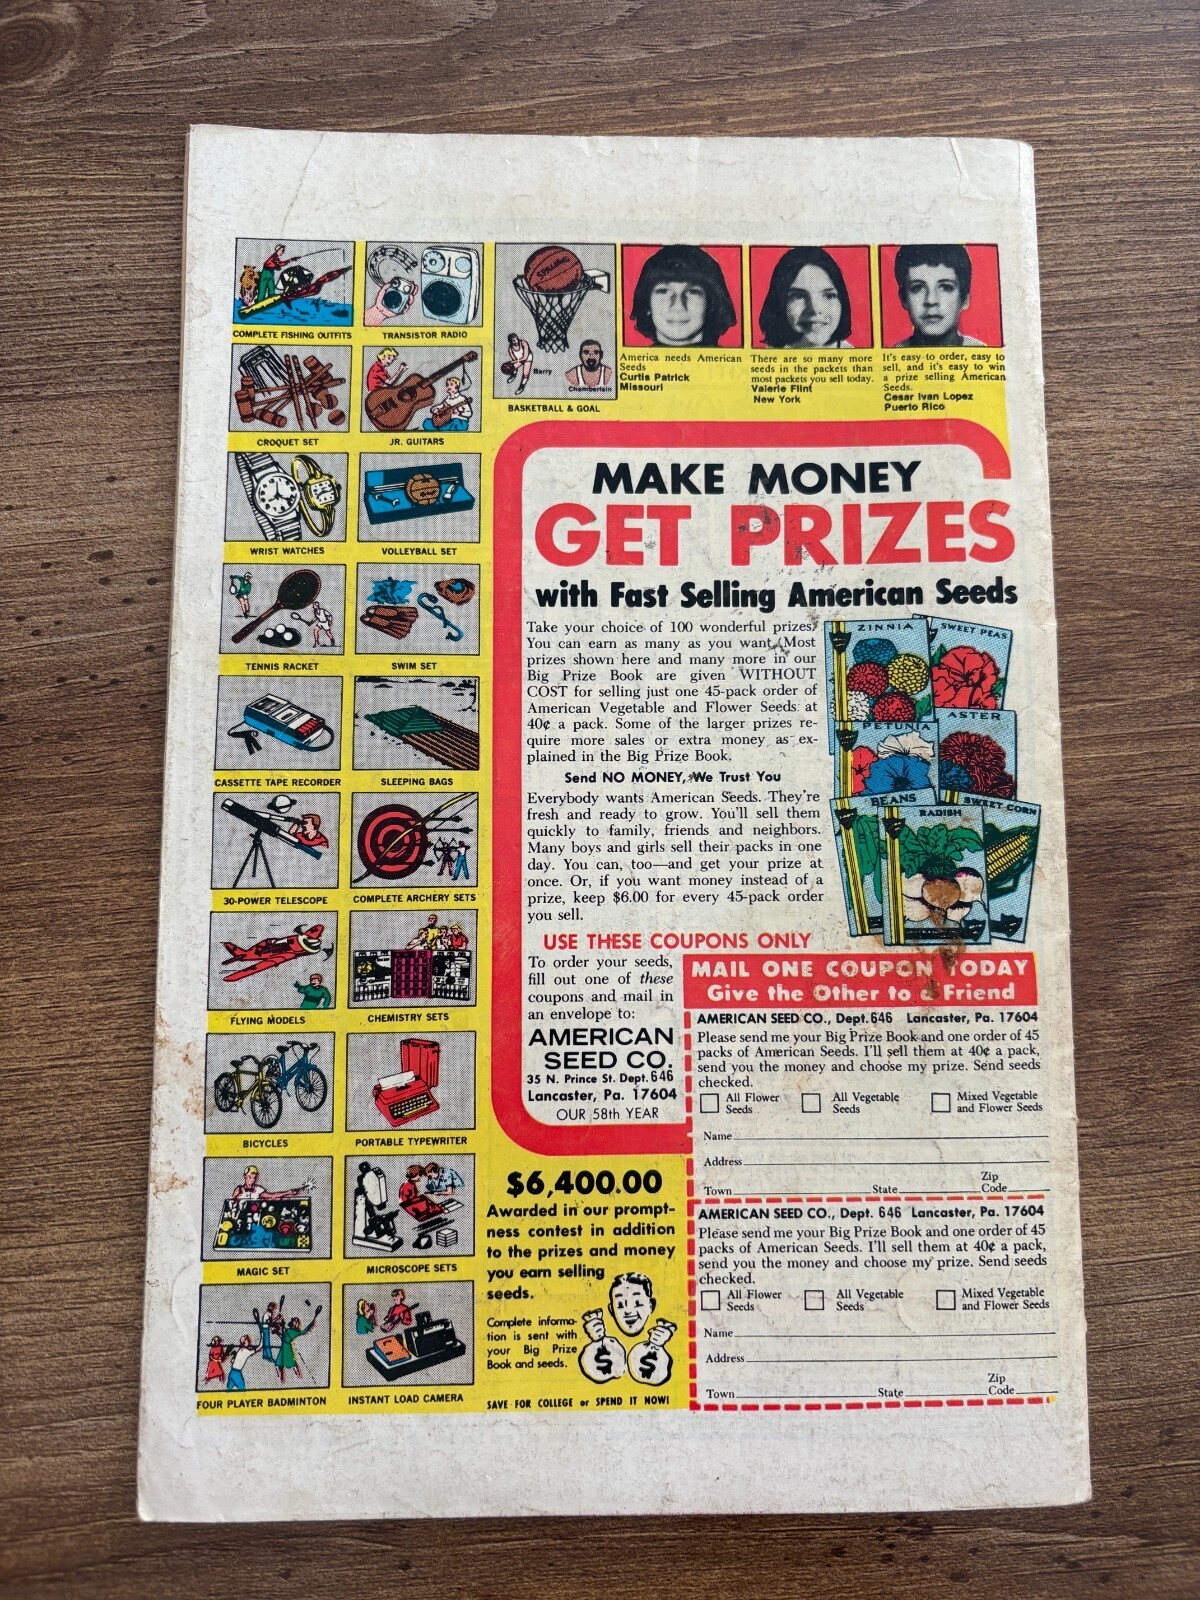 COMPLETE FISHING OUTFITS
TRANSISTOR RADIO
SPALDING
Barry
Chamberlain
BASKETBALL & GOAL
America needs American
Seeds
Curtis Patrick
Missouri
There are so many more
seeds in the packets than
most packets you sell today.
Valerie Flint
New York
It's easy to order, easy to
sell, and it's easy to win
a prize selling American
Seeds.
Cesar Ivan Lopez
Puerto Rico
CROQUET SET
JR. GUITARS
WRIST WATCHES
VOLLEYBALL SET
TENNIS RACKET
SWIM SET
CASSETTE TAPE RECORDER
SLEEPING BAGS
30-POWER TELESCOPE
COMPLETE ARCHERY SETS
FLYING MODELS
CHEMISTRY SETS
BICYCLES
PORTABLE TYPEWRITER
MAGIC SET
MICROSCOPE SETS
FOUR PLAYER BADMINTON
INSTANT LOAD CAMERA
MAKE MONEY
GET PRIZES
with Fast Selling American Seeds
Take your choice of 100 wonderful prizes.
You can earn as many as you want. Most
prizes shown here and many more in our
Big Prize Book are given WITHOUT
COST for selling just one 45-pack order of
American Vegetable and Flower Seeds at
40¢ a pack. Some of the larger prizes re-
quire more sales or extra money as ex-
plained in the Big Prize Book.
Send NO MONEY, We Trust You
Everybody wants American Seeds. They're
fresh and ready to grow. You'll sell them
quickly to family, friends and neighbors.
Many boys and girls sell their packs in one
day. You can, too—and get your prize at
once. Or, if you want money instead of a
prize, keep $6.00 for every 45-pack order
you sell.
ZINNIA
SWEET PEAS
PETUNIA
ASTER
BEANS
RADISH
SWEET CORN
USE THESE COUPONS ONLY
To order your seeds,
fill out one of these
coupons and mail in
an envelope to:
AMERICAN
SEED CO.
35 N. Prince St. Dept. 646
Lancaster, Pa. 17604
OUR 58th YEAR
$6,400.00
Awarded in our prompt-
ness contest in addition
to the prizes and money
you earn selling
seeds.
Complete informa-
tion is sent with
your Big Prize
Book and seeds.
$ $
SAVE FOR COLLEGE or SPEND IT NOW!
MAIL ONE COUPON TODAY
Give the Other to a Friend
AMERICAN SEED CO., Dept. 646 Lancaster, Pa. 17604
Please send me your Big Prize Book and one order of 45
packs of American Seeds. I'll sell them at 40¢ a pack,
send you the money and choose my prize. Send seeds
checked.
All Flower
Seeds
All Vegetable
Seeds
Mixed Vegetable
and Flower Seeds
Name
Address
Town State Zip
Code
AMERICAN SEED CO., Dept. 646 Lancaster, Pa. 17604
Please send me your Big Prize Book and one order of 45
packs of American Seeds. I'll sell them at 40¢ a pack,
send you the money and choose my prize. Send seeds
checked.
All Flower
Seeds
All Vegetable
Seeds
Mixed Vegetable
and Flower Seeds
Name
Address
Town State Zip
Code